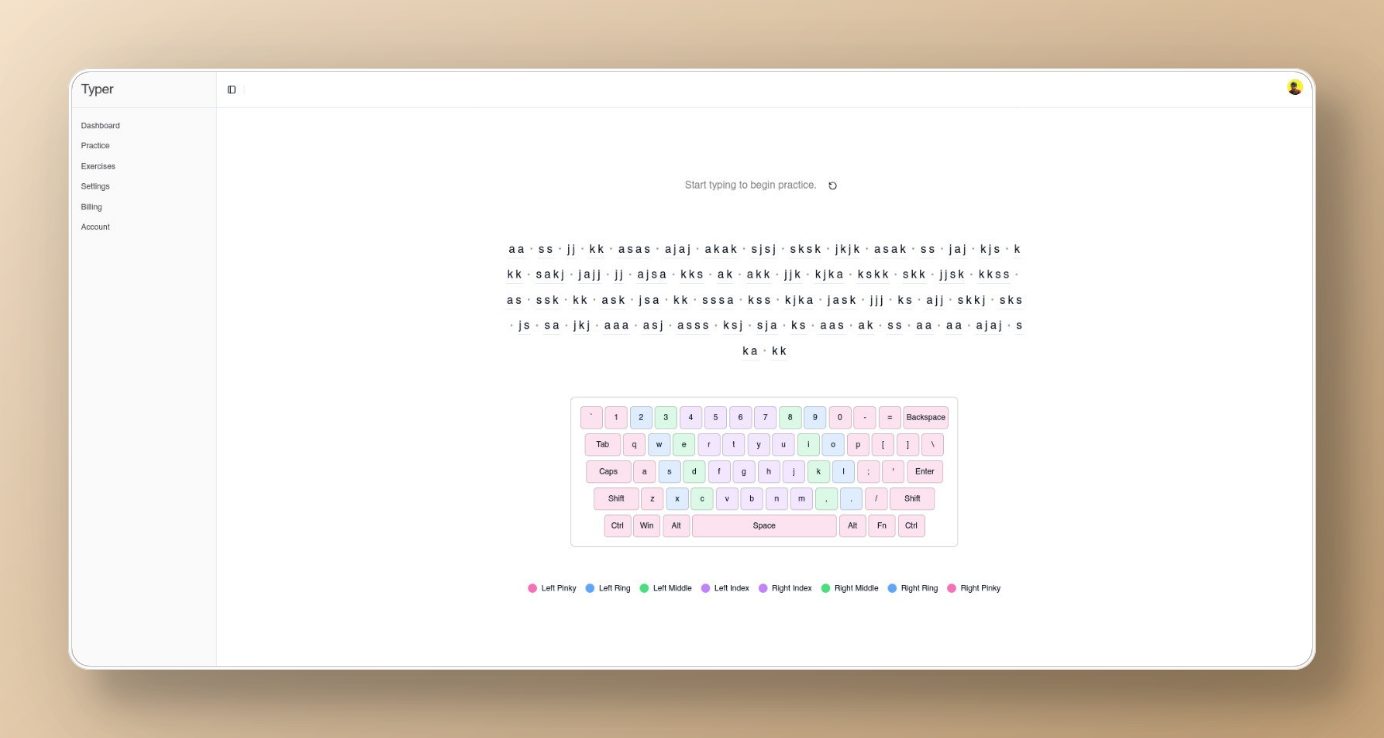 Typer
Dashboard
Practice
Exercises
Settings
Billing
Account
Start typing to begin practice.
aa · ss · jj · kk · asas · ajaj · akak · sjsj · sksk · jkjk · asak · ss · jaj · kjs · k
kk · sakj · jajj · jj · ajsa · kks · ak · akk · jjk · kjka · kskk · skk · jjsk · kkss ·
as · ssk · kk · ask · jsa · kk · sssa · kss · kjka · jask · jjj · ks · ajj · skkj · sks
· js · sa · jkj · aaa · asj · asss · ksj · sja · ks · aas · ak · ss · aa · aa · ajaj · s
ka · kk
` 1 2 3 4 5 6 7 8 9 0 - = Backspace
Tab q w e r t y u i o p [ ] \
Caps a s d f g h j k l ; ' Enter
Shift z x c v b n m , . / Shift
Ctrl Win Alt Space Alt Fn Ctrl
Left Pinky Left Ring Left Middle Left Index Right Index Right Middle Right Ring Right Pinky